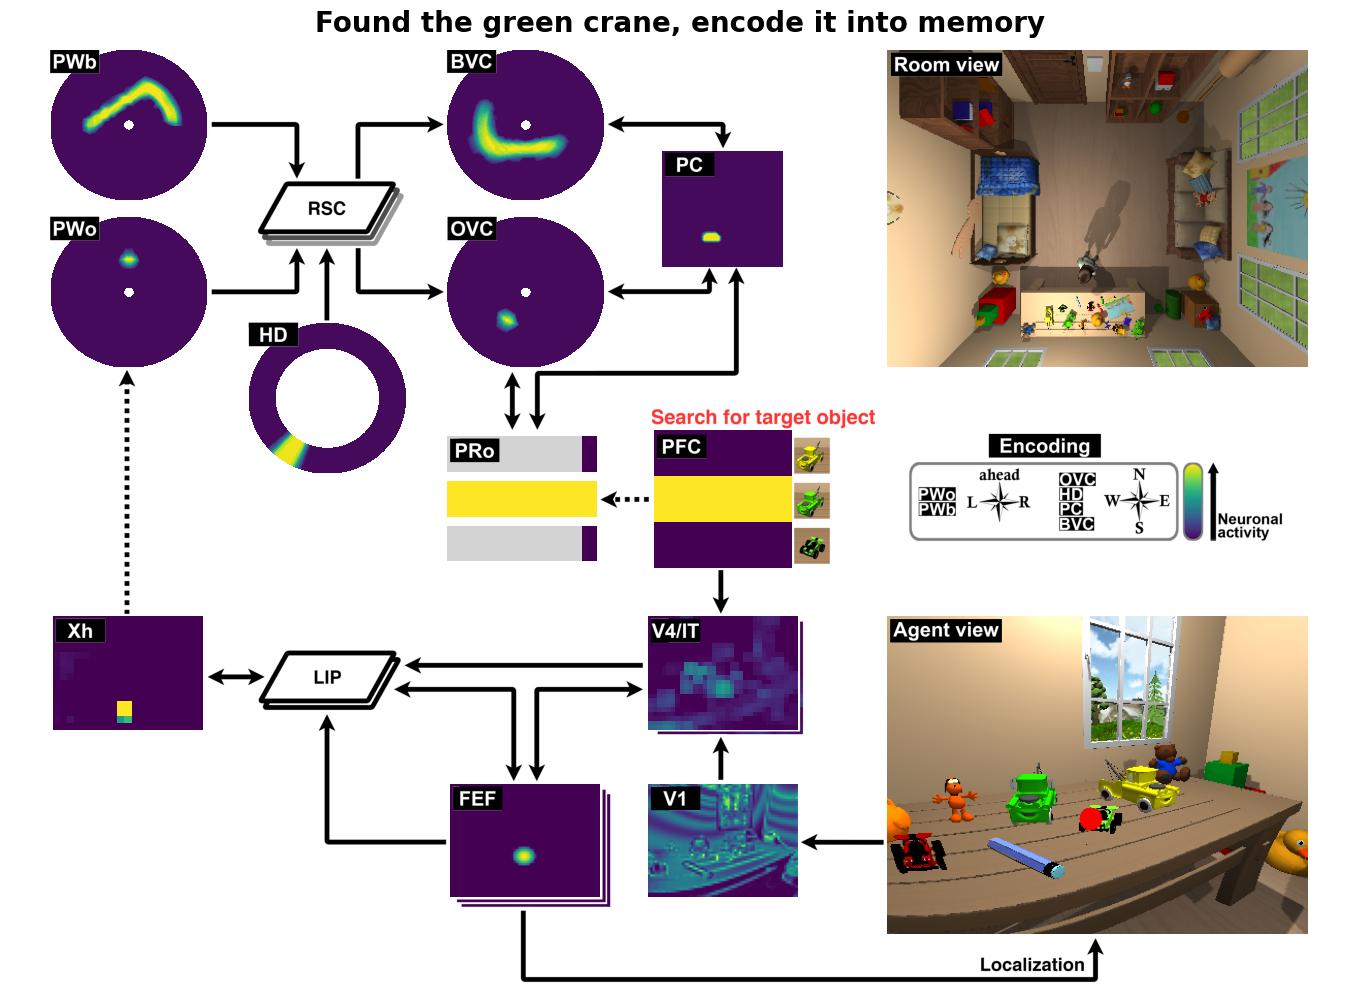 Found the green crane, encode it into memory
PWb
BVC
Room view
PC
RSC
PWo
OVC
HD
Search for target object
PRo
PFC
Encoding
ahead
PWo
PWb
L
R
OVC
HD
PC
BVC
N
W
E
S
Neuronal
activity
Xh
LIP
V4/IT
Agent view
FEF
V1
Localization